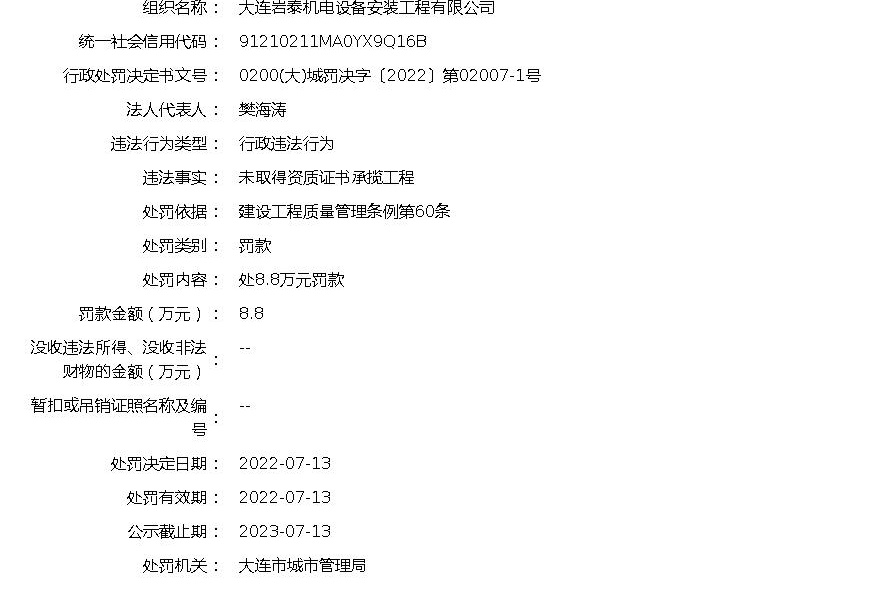 组织名称： 大连岩泰机电设备安装工程有限公司
统一社会信用代码： 91210211MA0YX9Q16B
行政处罚决定书文号： 0200(大)城罚决字〔2022〕第02007-1号
法人代表人： 樊海涛
违法行为类型： 行政违法行为
违法事实： 未取得资质证书承揽工程
处罚依据： 建设工程质量管理条例第60条
处罚类别： 罚款
处罚内容： 处8.8万元罚款
罚款金额（万元）： 8.8
没收违法所得、没收非法
财物的金额（万元）： --
暂扣或吊销证照名称及编
号： --
处罚决定日期： 2022-07-13
处罚有效期： 2022-07-13
公示截止期： 2023-07-13
处罚机关： 大连市城市管理局